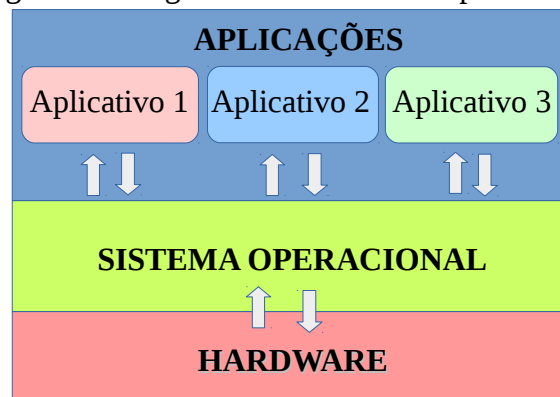 APLICAÇÕES
Aplicativo 1 Aplicativo 2 Aplicativo 3
SISTEMA OPERACIONAL
HARDWARE